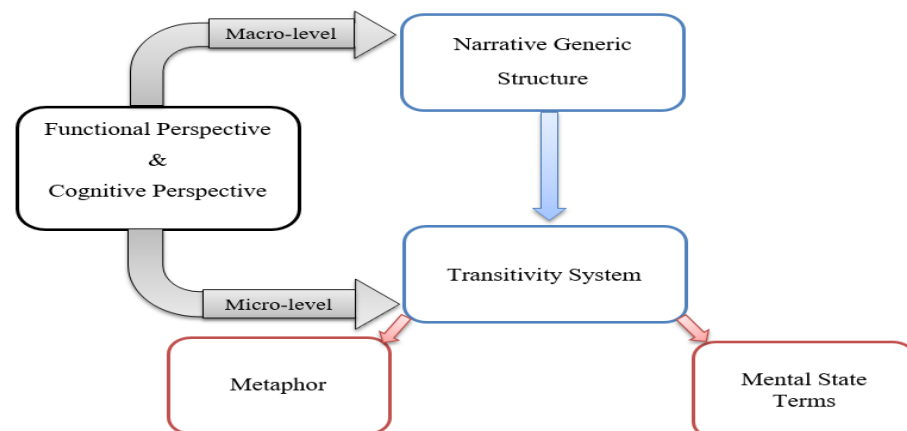 Macro-level
Narrative Generic
Structure
Functional Perspective
&
Cognitive Perspective
Transitivity System
Micro-level
Metaphor
Mental State
Terms